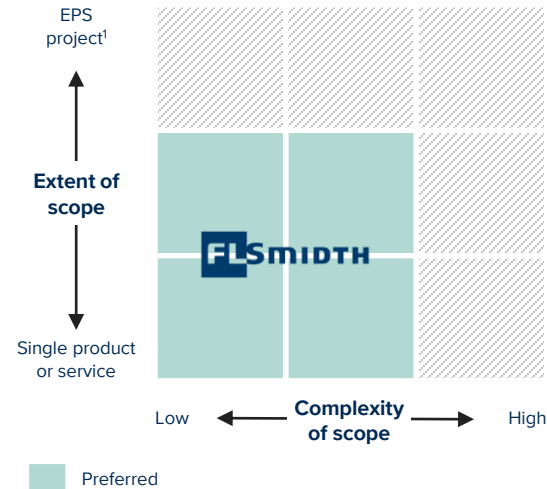 EPS
project¹
Extent of
scope
FLSMIDTH
Single product
or service
Low
Complexity
of scope
High
Preferred